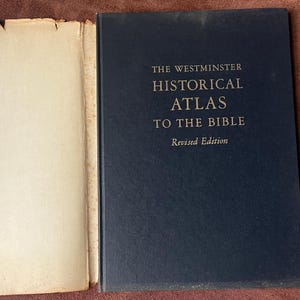 THE WESTMINSTER
HISTORICAL
ATLAS
TO THE BIBLE
Revised Edition